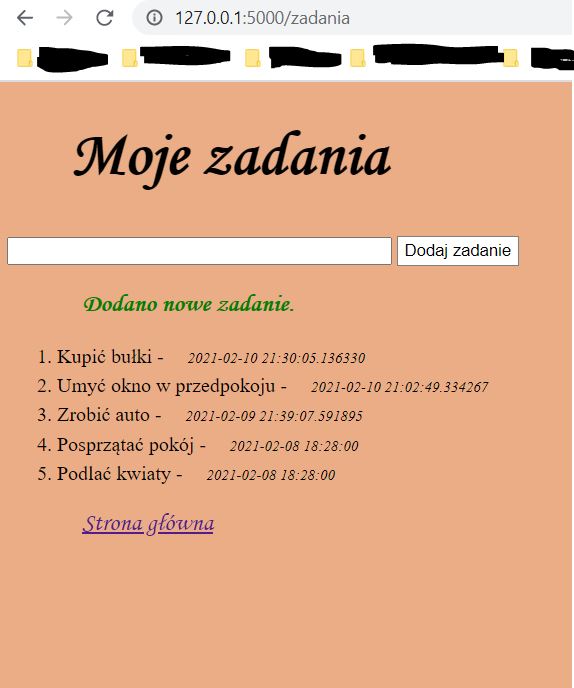 127.0.0.1:5000/zadania
Moje zadania
Dodaj zadanie
Dodano nowe zadanie.
1. Kupić bułki - 2021-02-10 21:30:05.136330
2. Umyć okno w przedpokoju - 2021-02-10 21:02:49.334267
3. Zrobić auto - 2021-02-09 21:39:07.591895
4. Posprzątać pokój - 2021-02-08 18:28:00
5. Podlać kwiaty - 2021-02-08 18:28:00
Strona główna